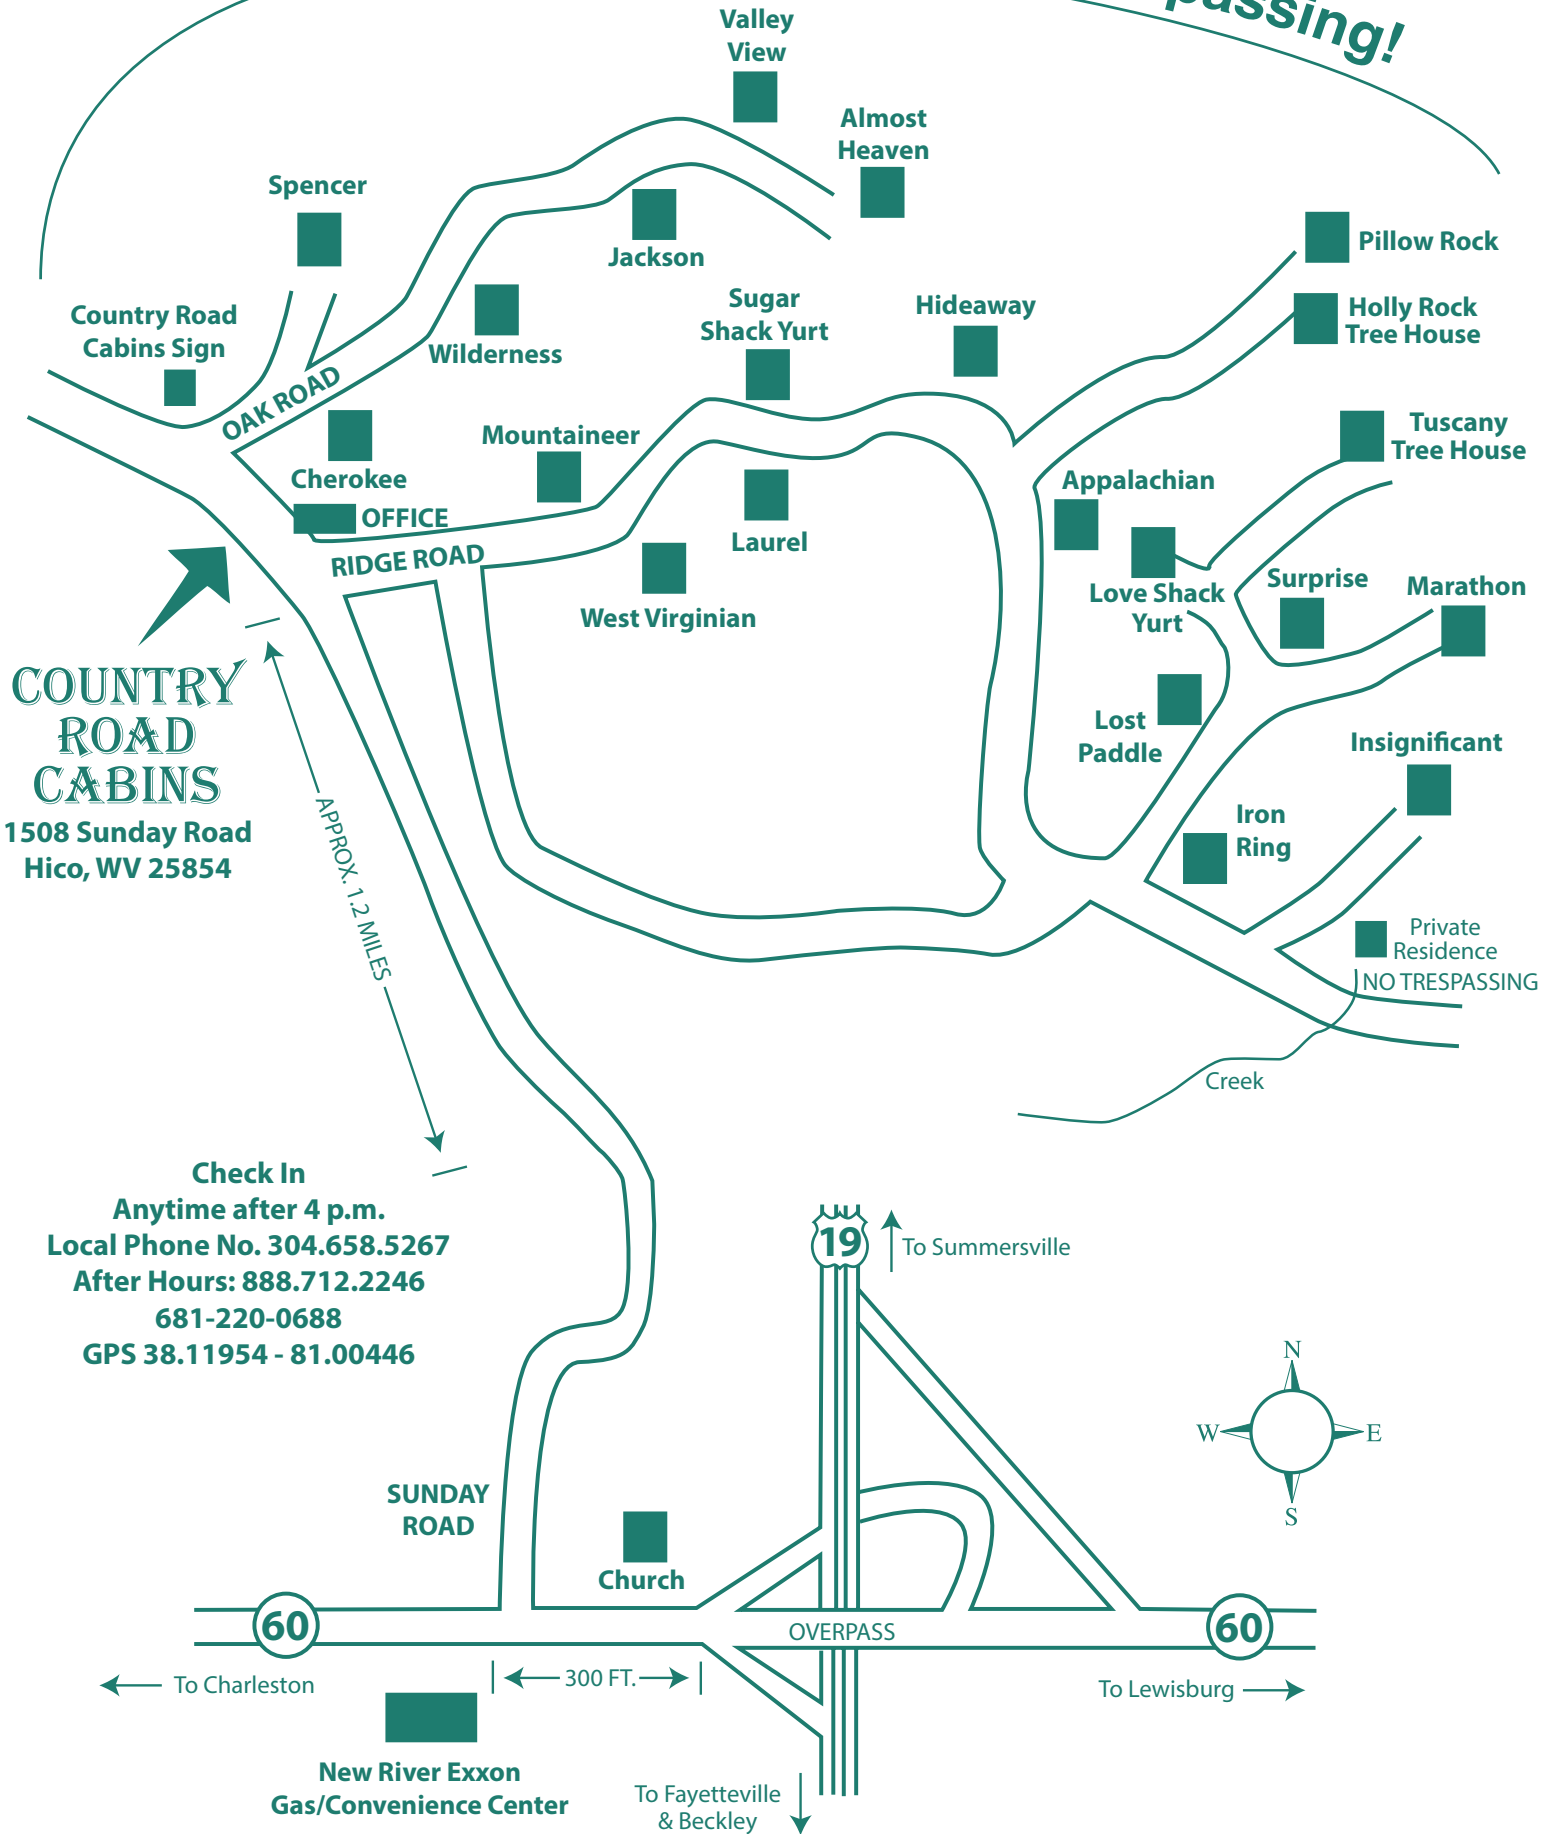 passing!
Valley
View
Almost
Heaven
Spencer
Jackson
Pillow Rock
Holly Rock
Tree House
Country Road
Cabins Sign
Sugar
Shack Yurt
Hideaway
Wilderness
OAK ROAD
Tuscany
Tree House
Mountaineer
Cherokee
Appalachian
OFFICE
Laurel
RIDGE ROAD
Love Shack
Yurt
Surprise
Marathon
West Virginian
COUNTRY
ROAD
CABINS
1508 Sunday Road
Hico, WV 25854
Lost
Paddle
Insignificant
Iron
Ring
APPROX. 1.2 MILES
Private
Residence
NO TRESPASSING
Creek
Check In
Anytime after 4 p.m.
Local Phone No. 304.658.5267
After Hours: 888.712.2246
681-220-0688
GPS 38.11954 - 81.00446
19
To Summersville
N
W
E
S
SUNDAY
ROAD
Church
60
OVERPASS
60
To Charleston
300 FT.
To Lewisburg
New River Exxon
Gas/Convenience Center
To Fayetteville
& Beckley